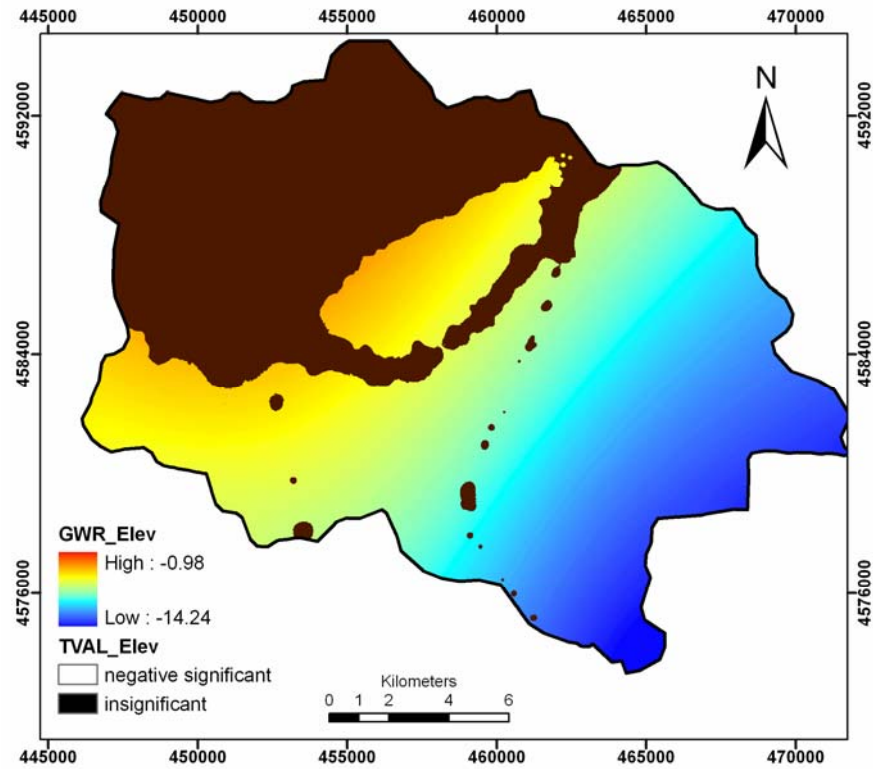 445000 450000 455000 460000 465000 470000
N
4592000 4592000
4584000 4584000
4576000 4576000
GWR_Elev
High : -0.98
Low : -14.24
TVAL_Elev
negative significant
insignificant
Kilometers
0 1 2 4 6
445000 450000 455000 460000 465000 470000